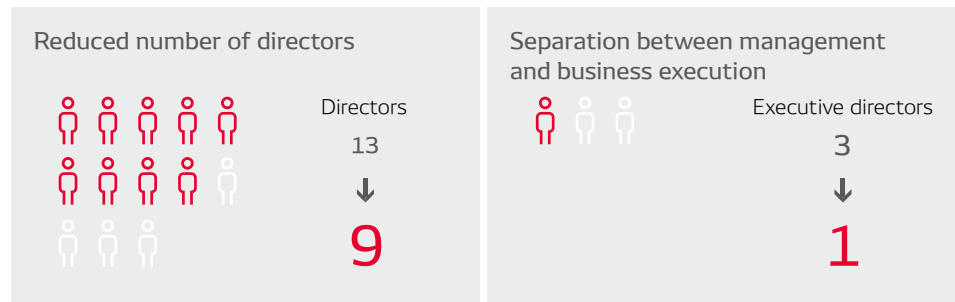 Reduced number of directors
Directors
13
↓
9
Separation between management
and business execution
Executive directors
3
↓
1